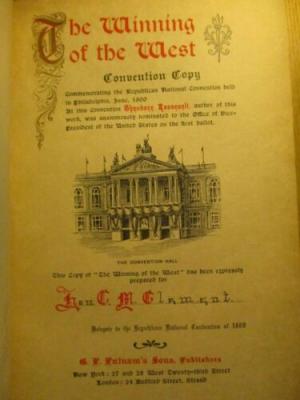 The Winning
of the West
Convention Copy
Commemorating the Republican National Convention held
in Philadelphia, June, 1900
At this Convention Theodore Roosevelt, author of this
work, was unanimously nominated to the Office of Vice-
President of the United States on the first ballot.
THE CONVENTION HALL
This Copy of "The Winning of the West" has been expressly
prepared for
Hon. C. M. Clement.
Delegate to the Republican National Convention of 1900
G. P. Putnam's Sons, Publishers
New York: 27 and 29 West Twenty-third Street
London: 24 Bedford Street, Strand